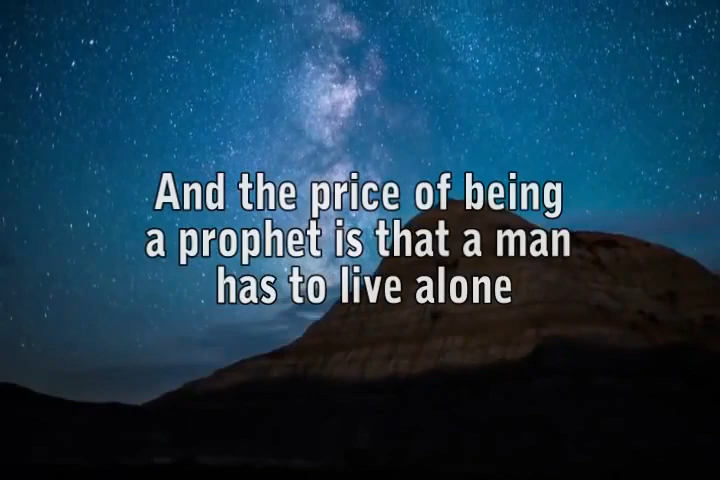 And the price of being
a prophet is that a man
has to live alone